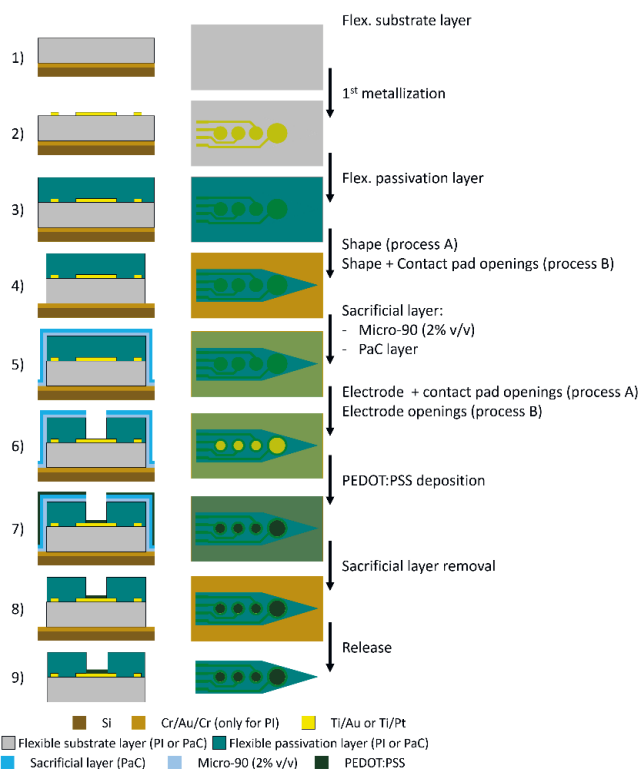 Flex. substrate layer
1)
1st metallization
2)
Flex. passivation layer
3)
Shape (process A)
Shape + Contact pad openings (process B)
4)
Sacrificial layer:
- Micro-90 (2% v/v)
- PaC layer
5)
Electrode + contact pad openings (process A)
Electrode openings (process B)
6)
PEDOT:PSS deposition
7)
Sacrificial layer removal
8)
Release
9)
Si Cr/Au/Cr (only for PI) Ti/Au or Ti/Pt
Flexible substrate layer (PI or PaC) Flexible passivation layer (PI or PaC)
Sacrificial layer (PaC) Micro-90 (2% v/v) PEDOT:PSS